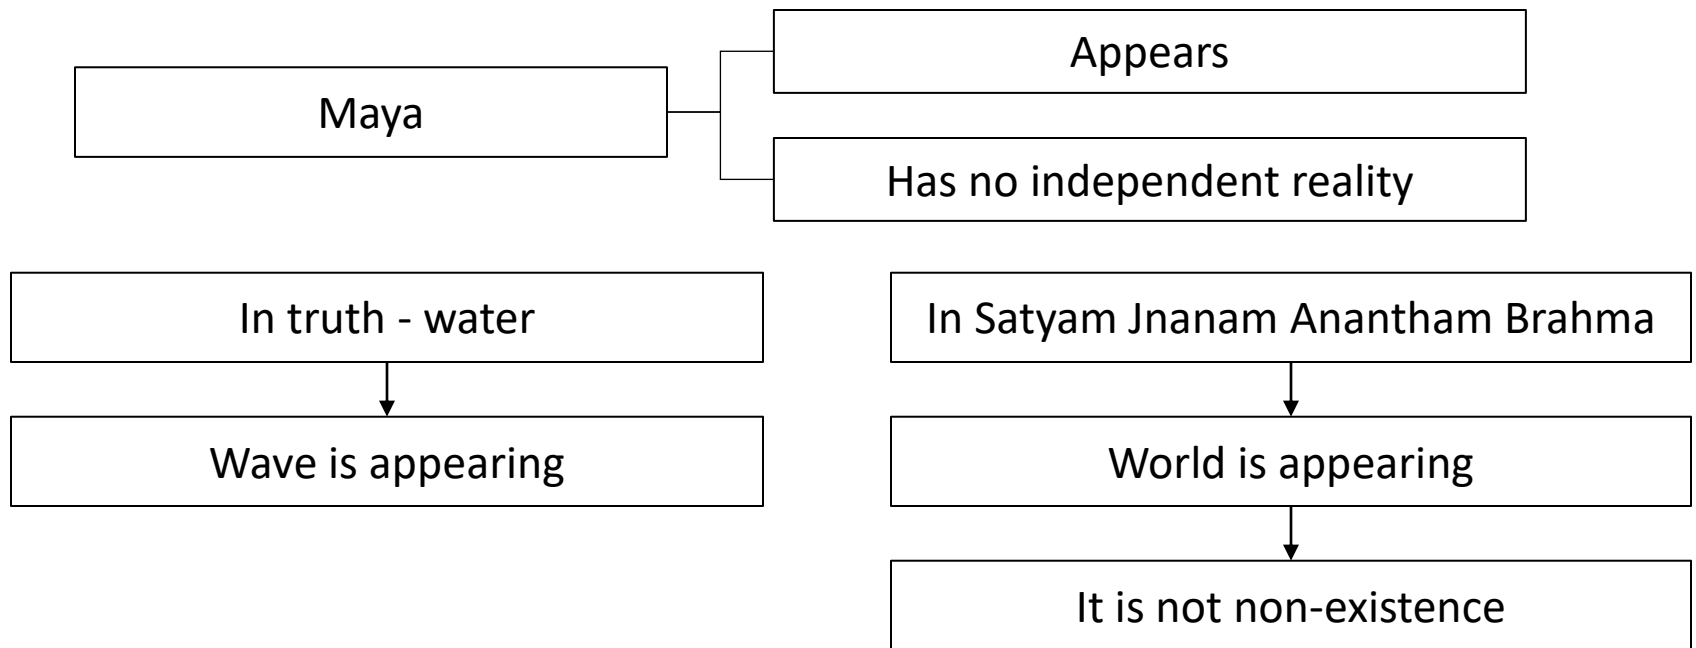 Maya
Appears
Has no independent reality
In truth - water
Wave is appearing
In Satyam Jnanam Anantham Brahma
World is appearing
It is not non-existence